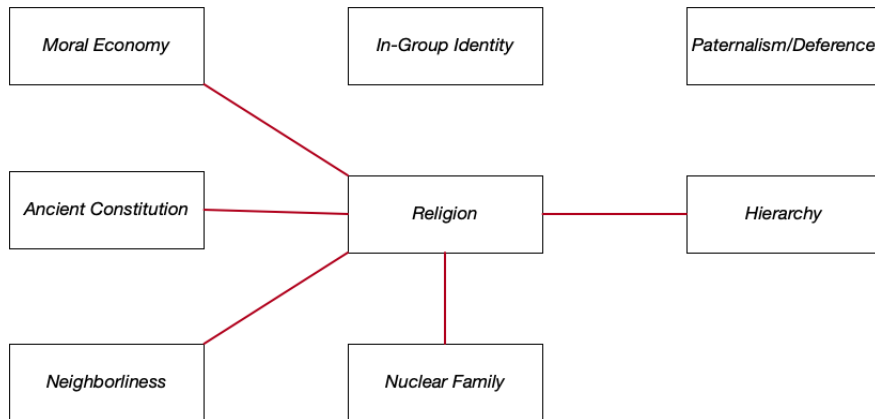 Moral Economy
In-Group Identity
Paternalism/Deference
Ancient Constitution
Religion
Hierarchy
Neighborliness
Nuclear Family